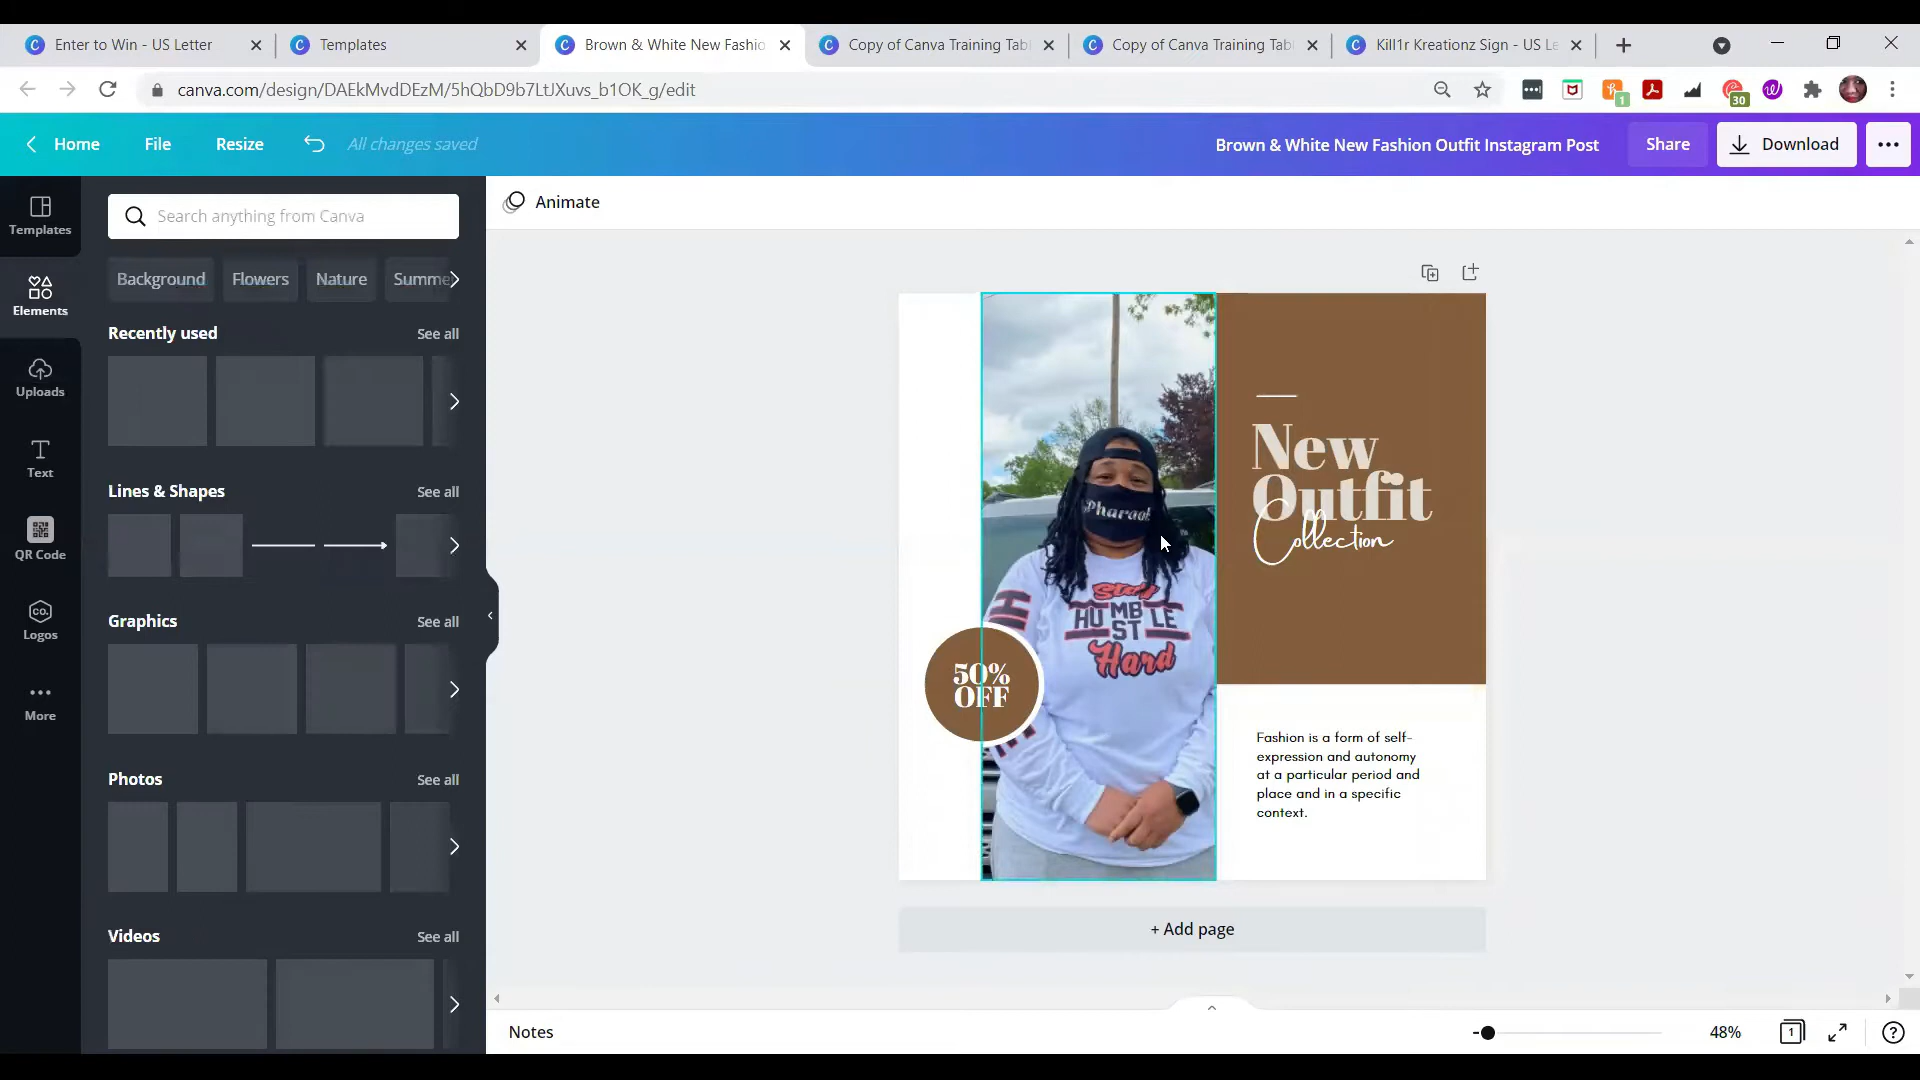 Enter to Win - US Letter
Templates
Brown & White New Fashio
Copy of Canva Training Tab
Copy of Canva Training Tab
Kill1r Kreationz Sign - US Le
canva.com/design/DAEkMvdDEzM/5hQbD9b7LtJXuvs_b1OK_g/edit
1
30
Home
File
Resize
All changes saved
Brown & White New Fashion Outfit Instagram Post
Share
Download
Templates
Elements
Uploads
Text
QR Code
CO.
Logos
More
Search anything from Canva
Background
Flowers
Nature
Summe
Recently used
See all
Lines & Shapes
See all
Graphics
See all
Photos
See all
Videos
See all
Animate
New
Outfit
Collection
Pharaoh
Stay
HUMBLE
ST
Hard
50%
OFF
Fashion is a form of self-
expression and autonomy
at a particular period and
place and in a specific
context.
+ Add page
Notes
48%
1
?